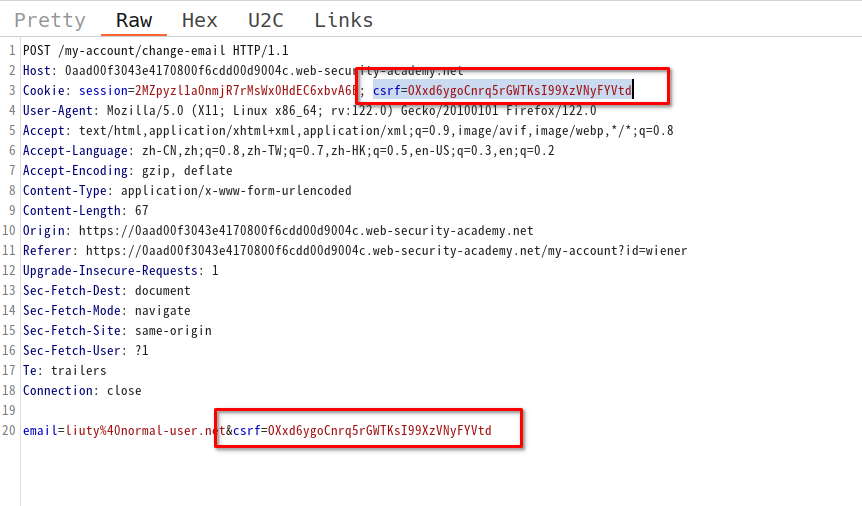 Pretty Raw Hex U2C Links
1 POST /my-account/change-email HTTP/1.1
2 Host: 0aad00f3043e4170800f6cdd00d9004c.web-security-academy.net
3 Cookie: session=2MZpyzl1aOnmjR7rMsWxOHdEC6xbvA6E; csrf=OXxd6ygoCnrq5rGWTKsI99XzVNyFYVtd
4 User-Agent: Mozilla/5.0 (X11; Linux x86_64; rv:122.0) Gecko/20100101 Firefox/122.0
5 Accept: text/html,application/xhtml+xml,application/xml;q=0.9,image/avif,image/webp,*/*;q=0.8
6 Accept-Language: zh-CN,zh;q=0.8,zh-TW;q=0.7,zh-HK;q=0.5,en-US;q=0.3,en;q=0.2
7 Accept-Encoding: gzip, deflate
8 Content-Type: application/x-www-form-urlencoded
9 Content-Length: 67
10 Origin: https://0aad00f3043e4170800f6cdd00d9004c.web-security-academy.net
11 Referer: https://0aad00f3043e4170800f6cdd00d9004c.web-security-academy.net/my-account?id=wiener
12 Upgrade-Insecure-Requests: 1
13 Sec-Fetch-Dest: document
14 Sec-Fetch-Mode: navigate
15 Sec-Fetch-Site: same-origin
16 Sec-Fetch-User: ?1
17 Te: trailers
18 Connection: close
19
20 email=liuty%40normal-user.net&csrf=OXxd6ygoCnrq5rGWTKsI99XzVNyFYVtd